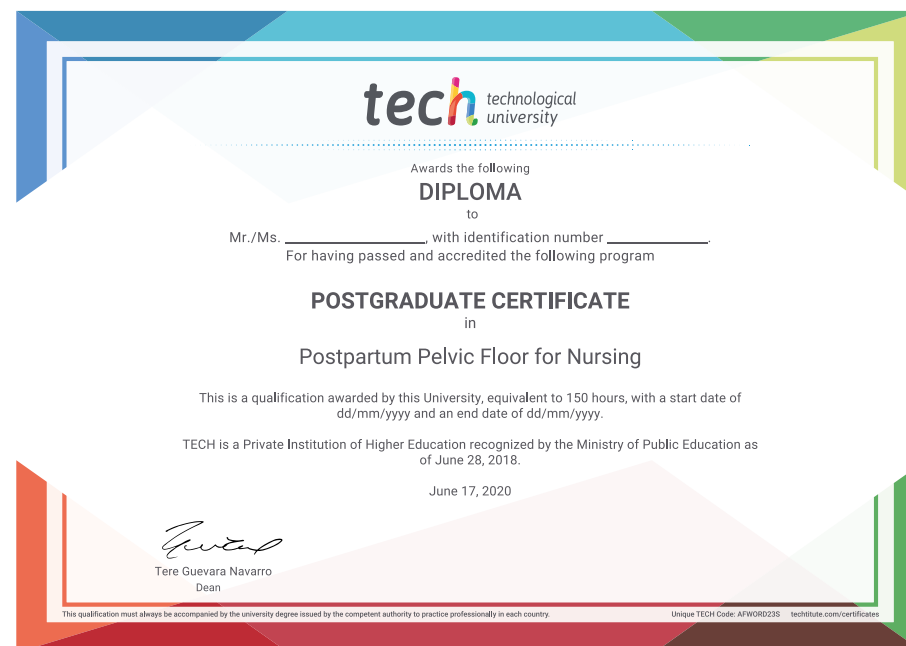 tech technological
university
Awards the following
DIPLOMA
to
Mr./Ms. ____________________, with identification number ______________.
For having passed and accredited the following program
POSTGRADUATE CERTIFICATE
in
Postpartum Pelvic Floor for Nursing
This is a qualification awarded by this University, equivalent to 150 hours, with a start date of
dd/mm/yyyy and an end date of dd/mm/yyyy.
TECH is a Private Institution of Higher Education recognized by the Ministry of Public Education as
of June 28, 2018.
June 17, 2020
Tere Guevara Navarro
Dean
This qualification must always be accompanied by the university degree issued by the competent authority to practice professionally in each country. Unique TECH Code: AFWORD23S techtitute.com/certificates